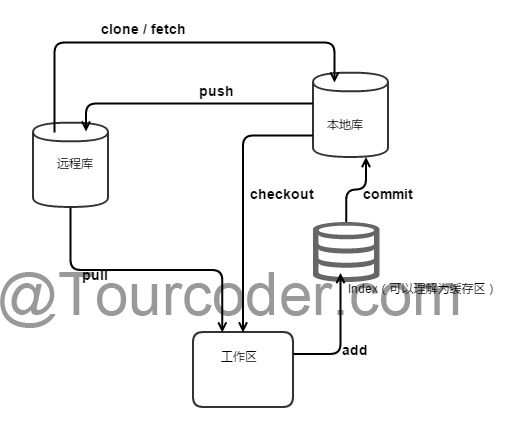 clone / fetch
push
本地库
远程库
checkout
commit
pull
@Tourcoder.com
Index（可以理解为缓存区）
工作区
add